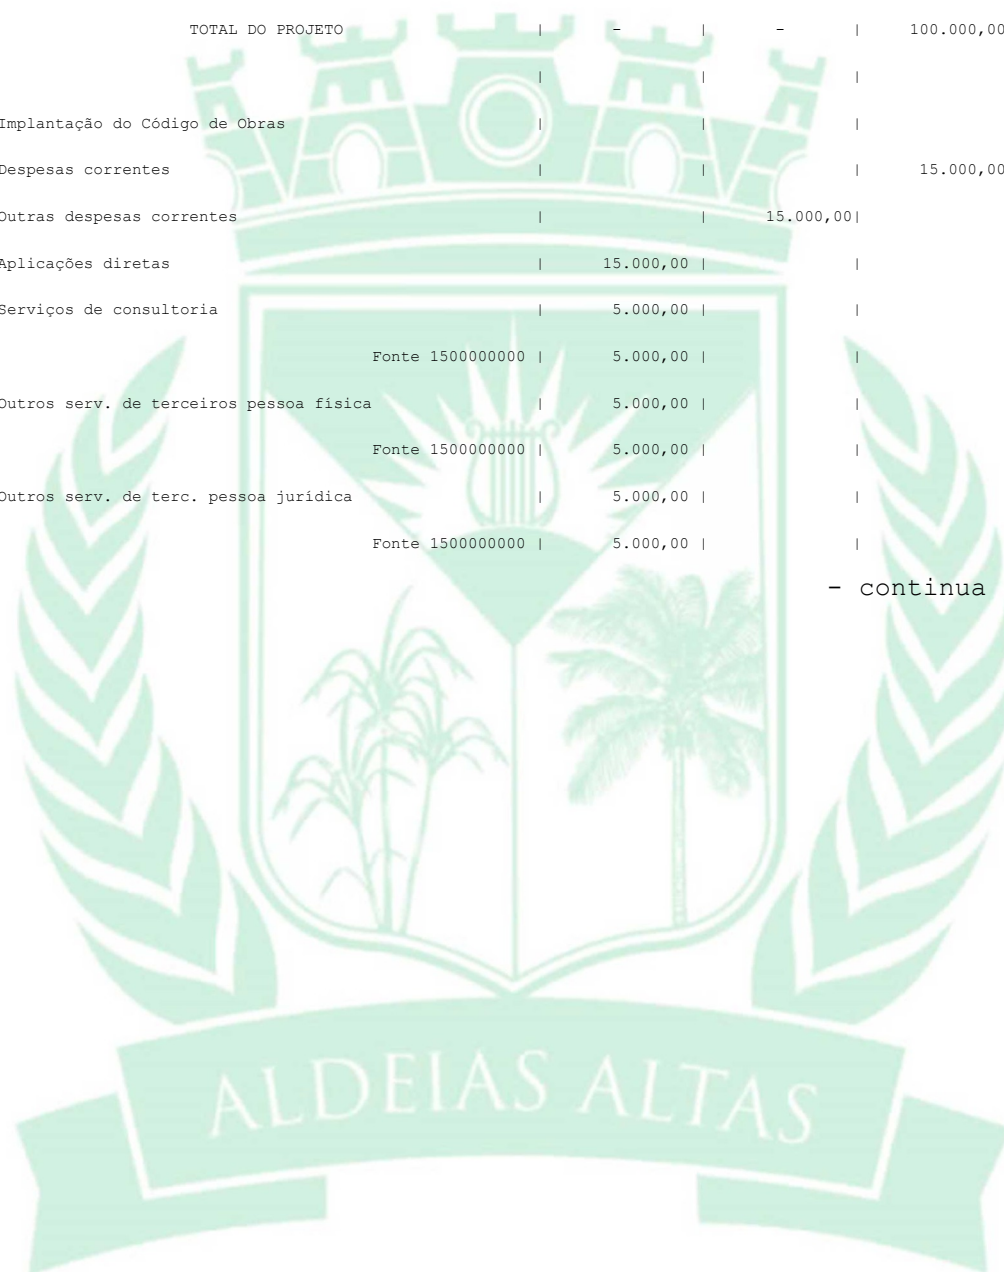 TOTAL DO PROJETO | - | - | 100.000,00
| | |
Implantação do Código de Obras | | |
Despesas correntes | | | 15.000,00
Outras despesas correntes | | 15.000,00|
Aplicações diretas | 15.000,00 | |
Serviços de consultoria | 5.000,00 | |
Fonte 1500000000 | 5.000,00 | |
Outros serv. de terceiros pessoa física | 5.000,00 | |
Fonte 1500000000 | 5.000,00 | |
Outros serv. de terc. pessoa jurídica | 5.000,00 | |
Fonte 1500000000 | 5.000,00 | |
- continua
ALDEIAS ALTAS